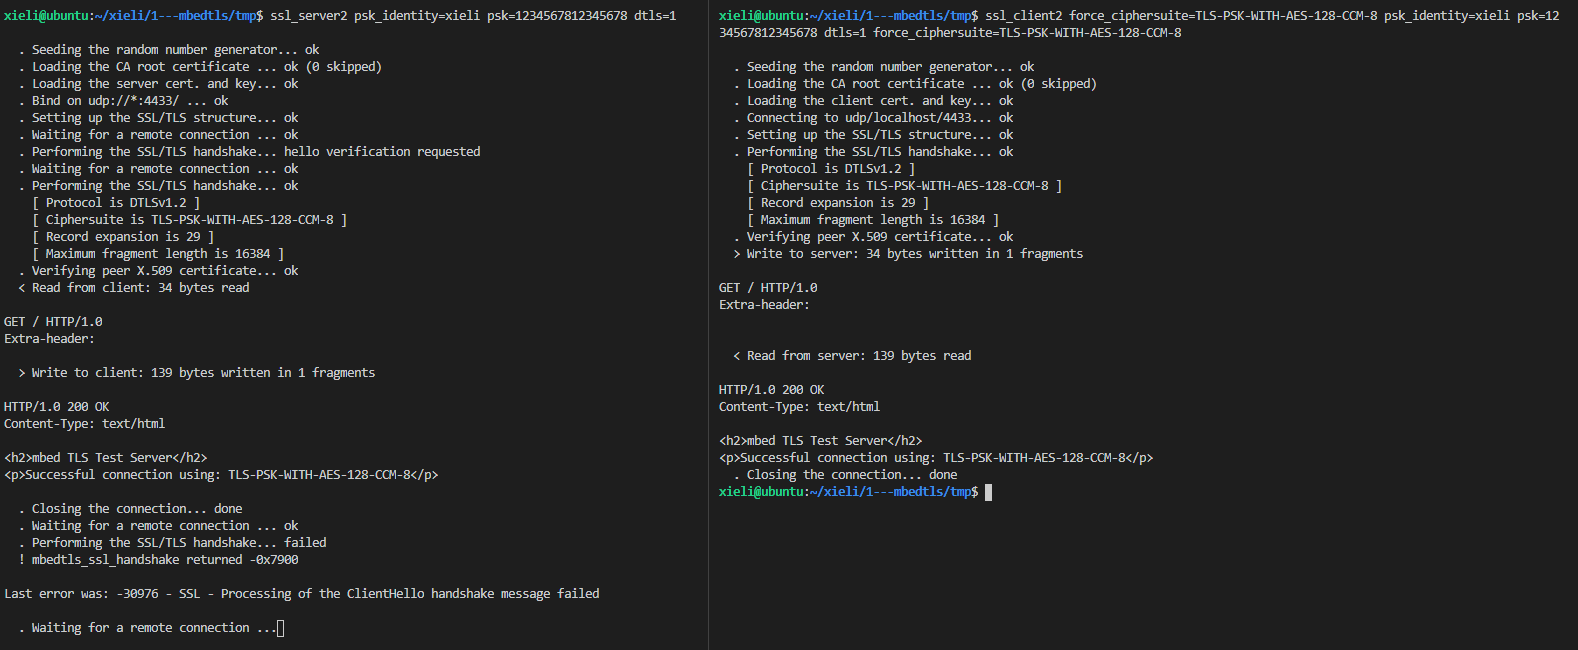 xieli@ubuntu:~/xieli/1---mbedtls/tmp$ ssl_server2 psk_identity=xieli psk=1234567812345678 dtls=1
. Seeding the random number generator... ok
. Loading the CA root certificate ... ok (0 skipped)
. Loading the server cert. and key... ok
. Bind on udp://*:4433/ ... ok
. Setting up the SSL/TLS structure... ok
. Waiting for a remote connection ... ok
. Performing the SSL/TLS handshake... hello verification requested
. Waiting for a remote connection ... ok
. Performing the SSL/TLS handshake... ok
[ Protocol is DTLSv1.2 ]
[ Ciphersuite is TLS-PSK-WITH-AES-128-CCM-8 ]
[ Record expansion is 29 ]
[ Maximum fragment length is 16384 ]
. Verifying peer X.509 certificate... ok
< Read from client: 34 bytes read
GET / HTTP/1.0
Extra-header:
> Write to client: 139 bytes written in 1 fragments
HTTP/1.0 200 OK
Content-Type: text/html
<h2>mbed TLS Test Server</h2>
<p>Successful connection using: TLS-PSK-WITH-AES-128-CCM-8</p>
. Closing the connection... done
. Waiting for a remote connection ... ok
. Performing the SSL/TLS handshake... failed
! mbedtls_ssl_handshake returned -0x7900
Last error was: -30976 - SSL - Processing of the ClientHello handshake message failed
. Waiting for a remote connection ...
xieli@ubuntu:~/xieli/1---mbedtls/tmp$ ssl_client2 force_ciphersuite=TLS-PSK-WITH-AES-128-CCM-8 psk_identity=xieli psk=12
34567812345678 dtls=1 force_ciphersuite=TLS-PSK-WITH-AES-128-CCM-8
. Seeding the random number generator... ok
. Loading the CA root certificate ... ok (0 skipped)
. Loading the client cert. and key... ok
. Connecting to udp/localhost/4433... ok
. Setting up the SSL/TLS structure... ok
. Performing the SSL/TLS handshake... ok
[ Protocol is DTLSv1.2 ]
[ Ciphersuite is TLS-PSK-WITH-AES-128-CCM-8 ]
[ Record expansion is 29 ]
[ Maximum fragment length is 16384 ]
. Verifying peer X.509 certificate... ok
> Write to server: 34 bytes written in 1 fragments
GET / HTTP/1.0
Extra-header:
< Read from server: 139 bytes read
HTTP/1.0 200 OK
Content-Type: text/html
<h2>mbed TLS Test Server</h2>
<p>Successful connection using: TLS-PSK-WITH-AES-128-CCM-8</p>
. Closing the connection... done
xieli@ubuntu:~/xieli/1---mbedtls/tmp$